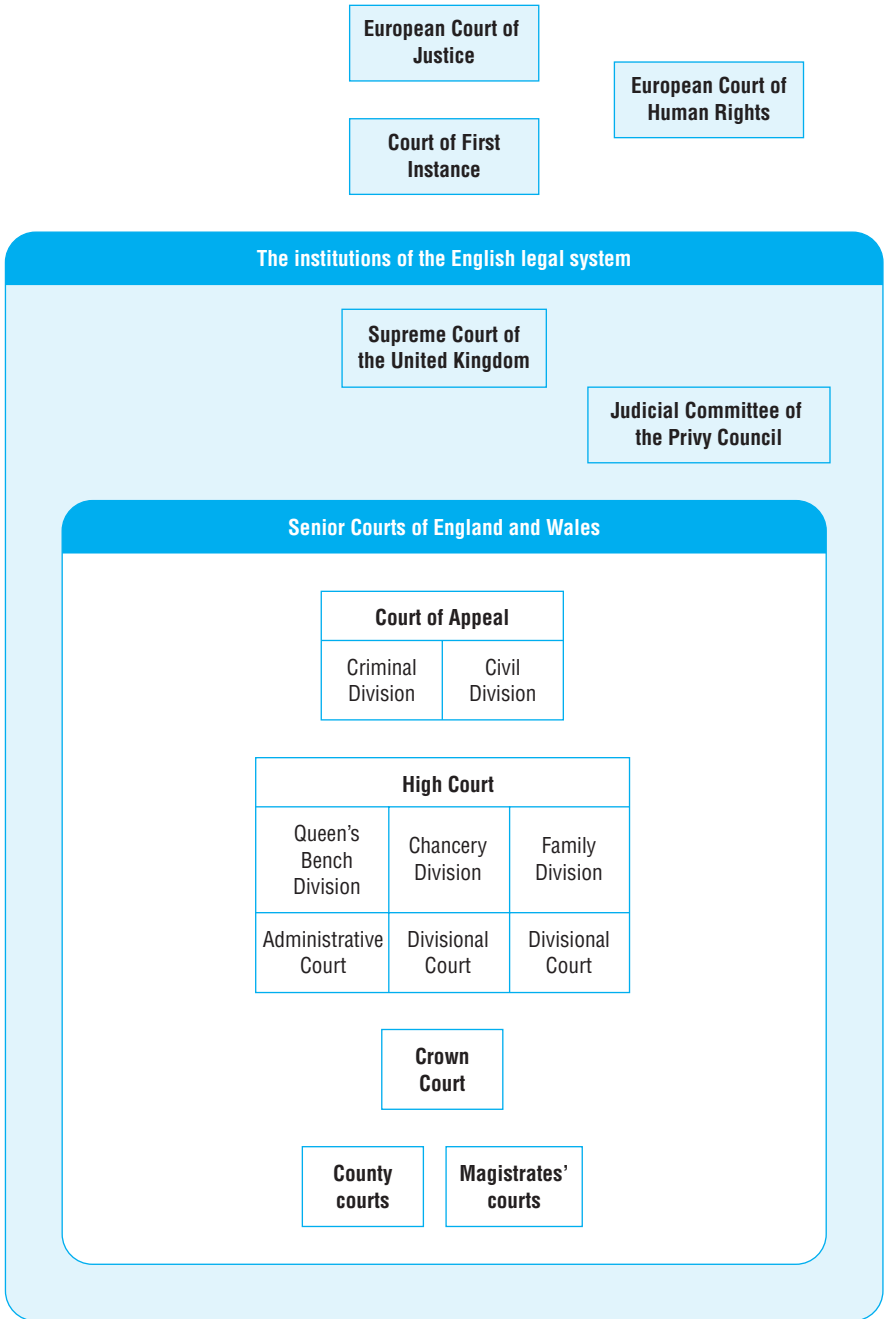 European Court of
Justice
European Court of
Human Rights
Court of First
Instance
The institutions of the English legal system
Supreme Court of
the United Kingdom
Judicial Committee of
the Privy Council
Senior Courts of England and Wales
Court of Appeal
Criminal
Division
Civil
Division
High Court
Queen’s
Bench
Division
Chancery
Division
Family
Division
Administrative
Court
Divisional
Court
Divisional
Court
Crown
Court
County
courts
Magistrates’
courts